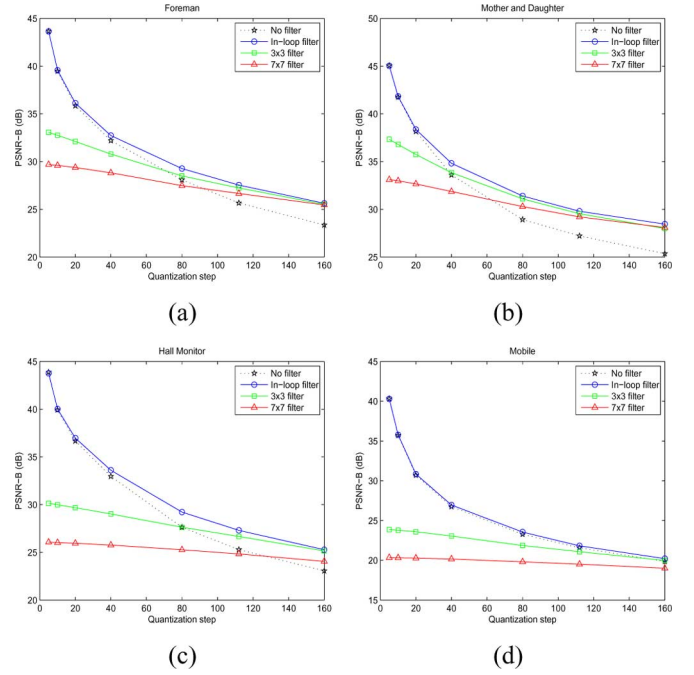 Foreman
No filter
In-loop filter
3x3 filter
7x7 filter
PSNR-B (dB)
45
40
35
30
25
20
0 20 40 60 80 100 120 140 160
Quantization step
(a)
Mother and Daughter
No filter
In-loop filter
3x3 filter
7x7 filter
PSNR-B (dB)
50
45
40
35
30
25
0 20 40 60 80 100 120 140 160
Quantization step
(b)
Hall Monitor
No filter
In-loop filter
3x3 filter
7x7 filter
PSNR-B (dB)
45
40
35
30
25
20
0 20 40 60 80 100 120 140 160
Quantization step
(c)
Mobile
No filter
In-loop filter
3x3 filter
7x7 filter
PSNR-B (dB)
45
40
35
30
25
20
15
0 20 40 60 80 100 120 140 160
Quantization step
(d)